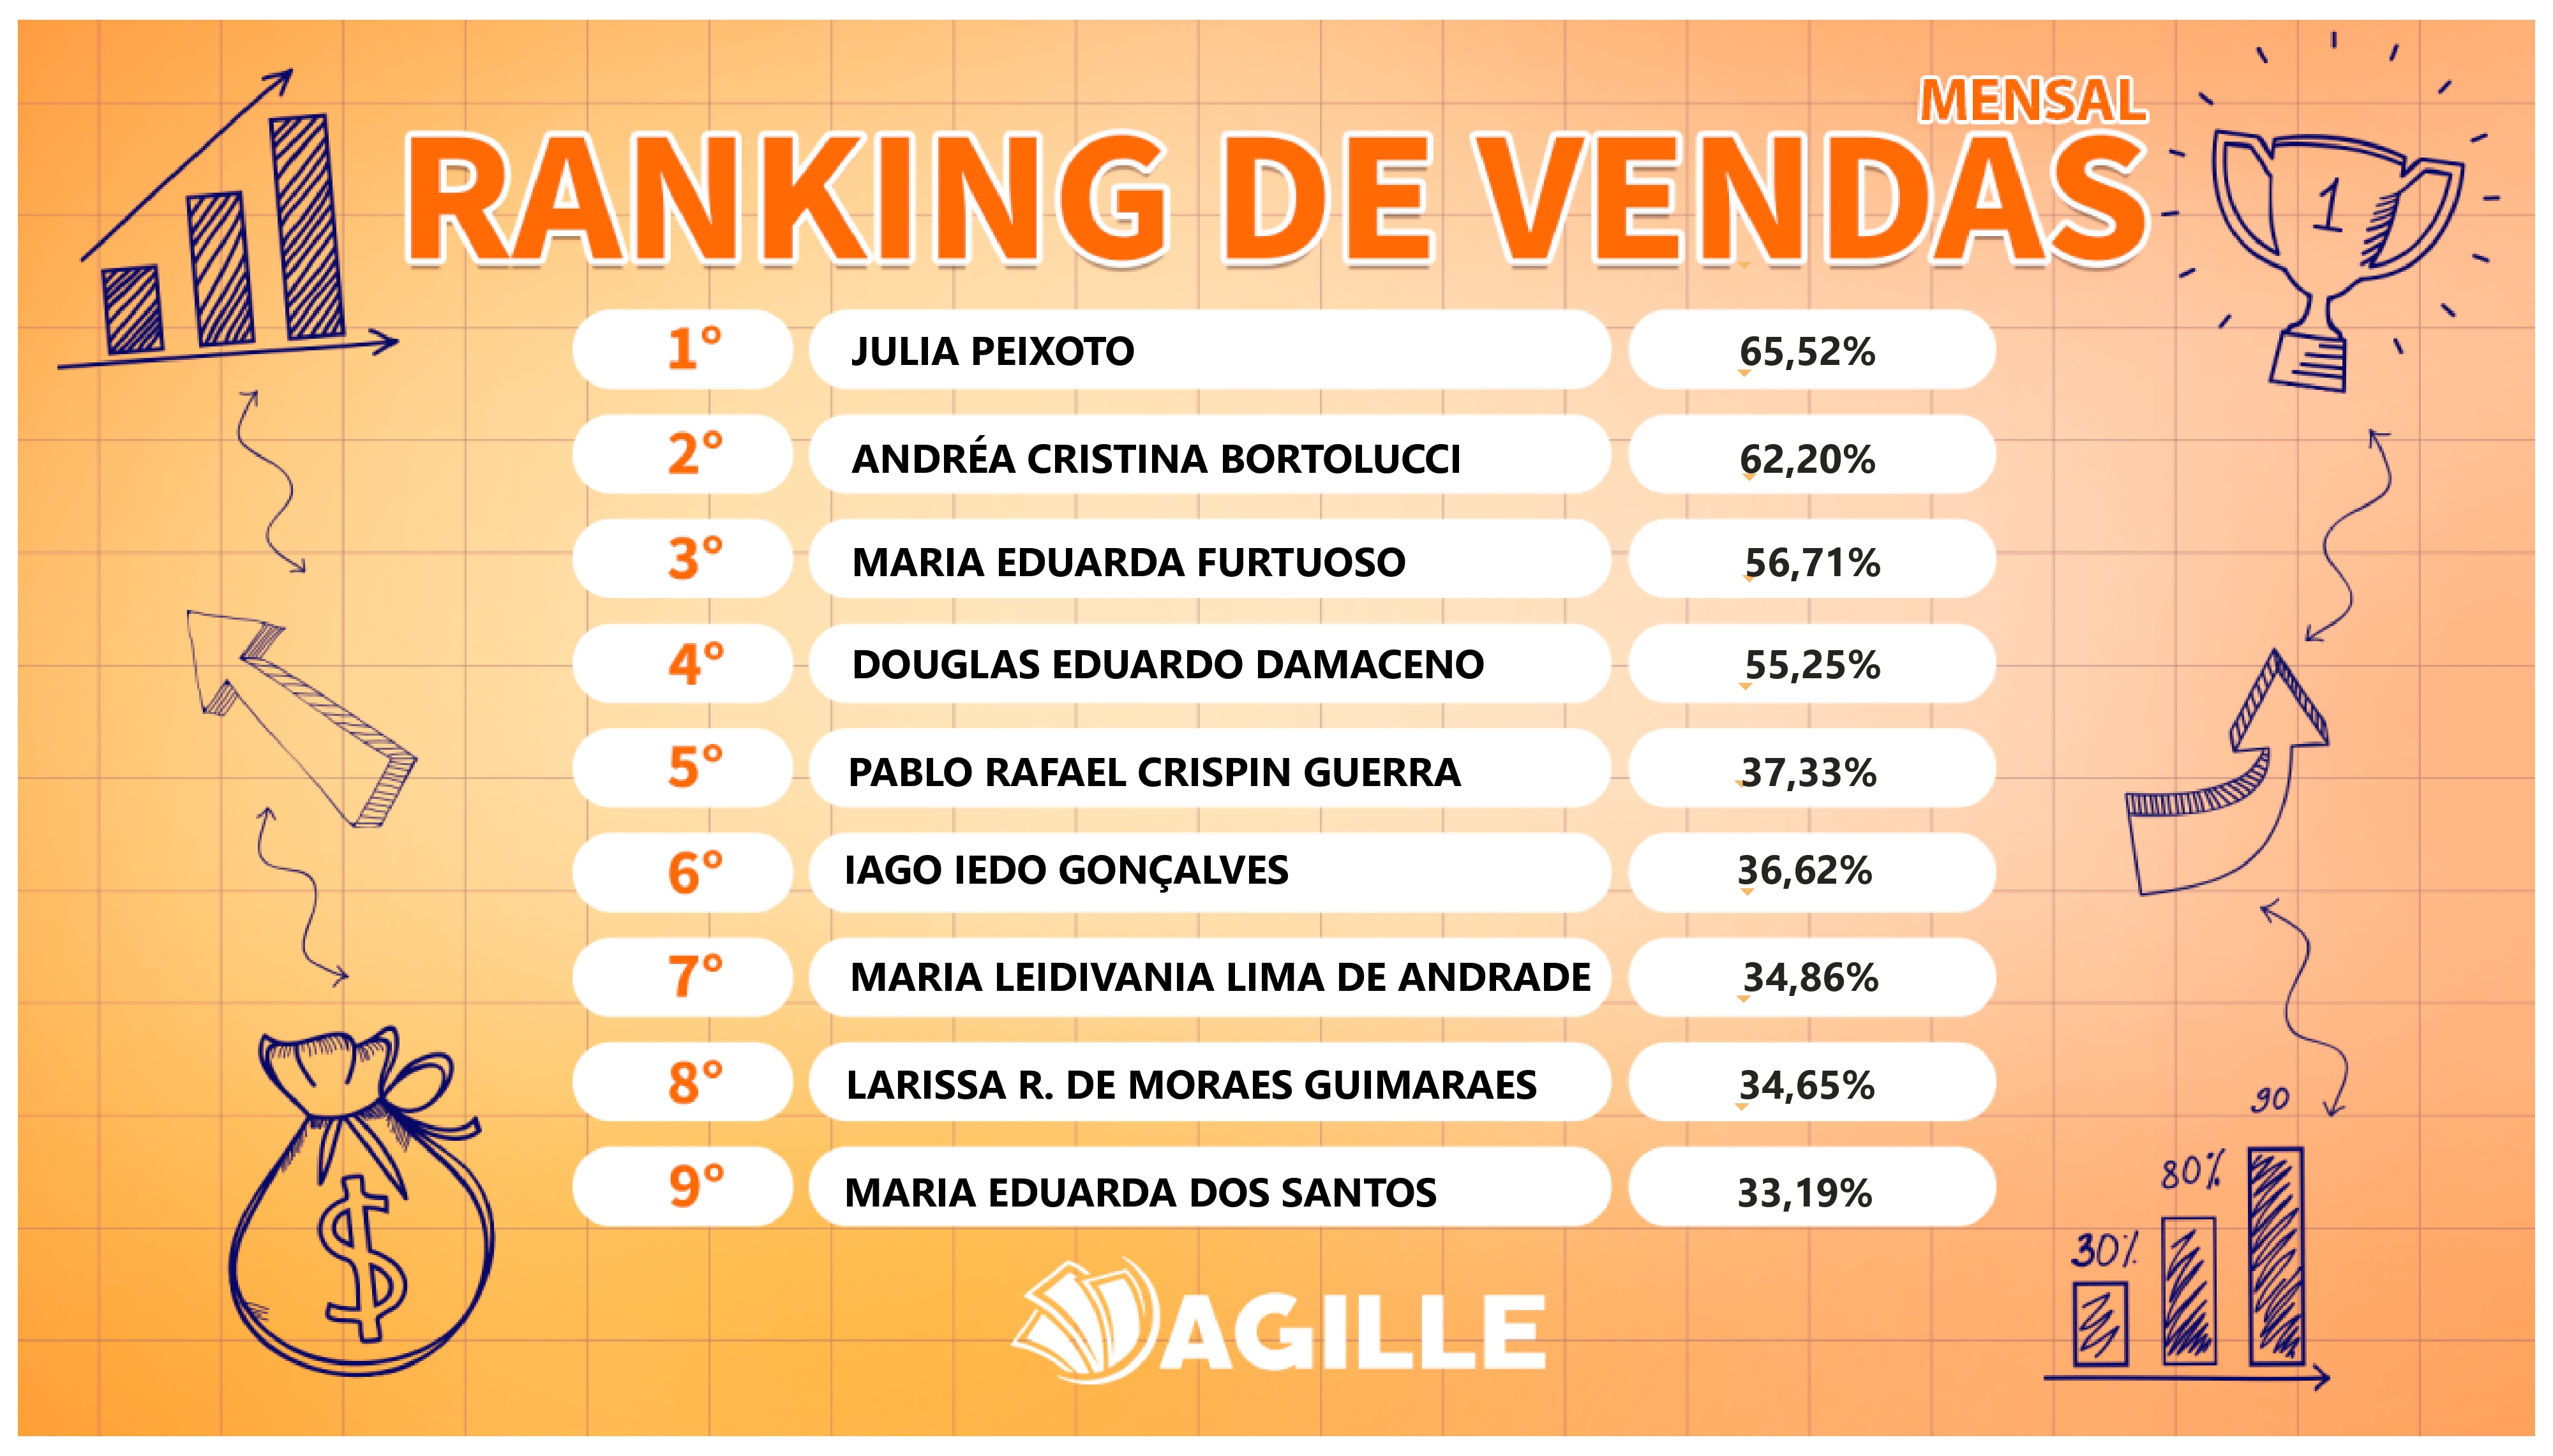 MENSAL
RANKING DE VENDAS
1
1° JULIA PEIXOTO 65,52%
2° ANDRÉA CRISTINA BORTOLUCCI 62,20%
3° MARIA EDUARDA FURTUOSO 56,71%
4° DOUGLAS EDUARDO DAMACENO 55,25%
5° PABLO RAFAEL CRISPIN GUERRA 37,33%
6° IAGO IEDO GONÇALVES 36,62%
7° MARIA LEIDIVANIA LIMA DE ANDRADE 34,86%
8° LARISSA R. DE MORAES GUIMARAES 34,65%
9° MARIA EDUARDA DOS SANTOS 33,19%
$
90
80%
30%
AGILLE